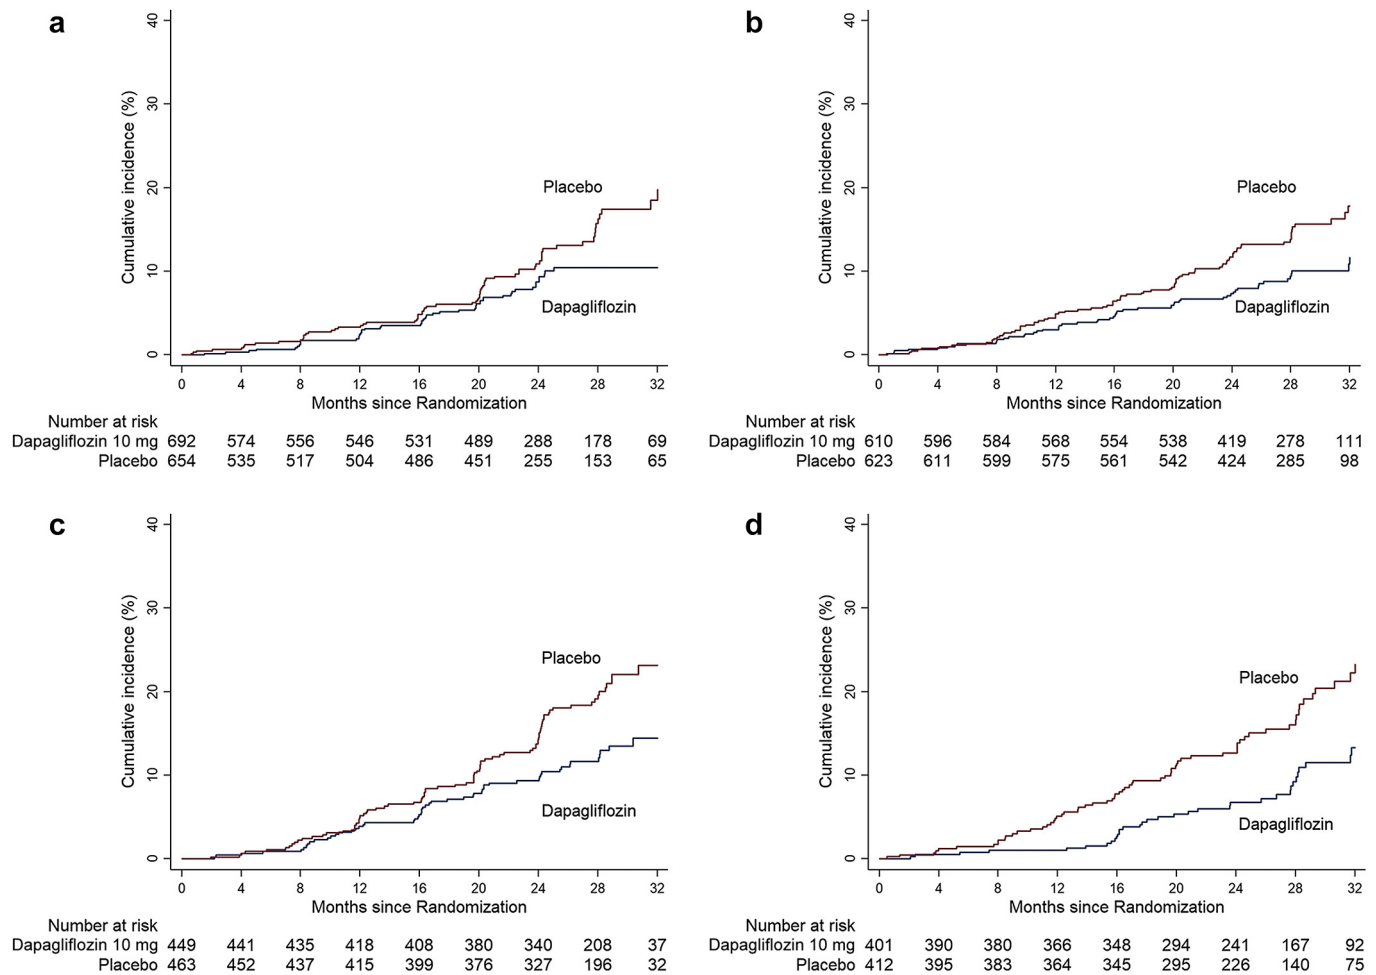 a
40
30
20
10
0
Cumulative incidence (%)
Placebo
Dapagliflozin
0 4 8 12 16 20 24 28 32
Months since Randomization
Number at risk
Dapagliflozin 10 mg 692 574 556 546 531 489 288 178 69
Placebo 654 535 517 504 486 451 255 153 65
b
40
30
20
10
0
Cumulative incidence (%)
Placebo
Dapagliflozin
0 4 8 12 16 20 24 28 32
Months since Randomization
Number at risk
Dapagliflozin 10 mg 610 596 584 568 554 538 419 278 111
Placebo 623 611 599 575 561 542 424 285 98
c
40
30
20
10
0
Cumulative incidence (%)
Placebo
Dapagliflozin
0 4 8 12 16 20 24 28 32
Months since Randomization
Number at risk
Dapagliflozin 10 mg 449 441 435 418 408 380 340 208 37
Placebo 463 452 437 415 399 376 327 196 32
d
40
30
20
10
0
Cumulative incidence (%)
Placebo
Dapagliflozin
0 4 8 12 16 20 24 28 32
Months since Randomization
Number at risk
Dapagliflozin 10 mg 401 390 380 366 348 294 241 167 92
Placebo 412 395 383 364 345 295 226 140 75